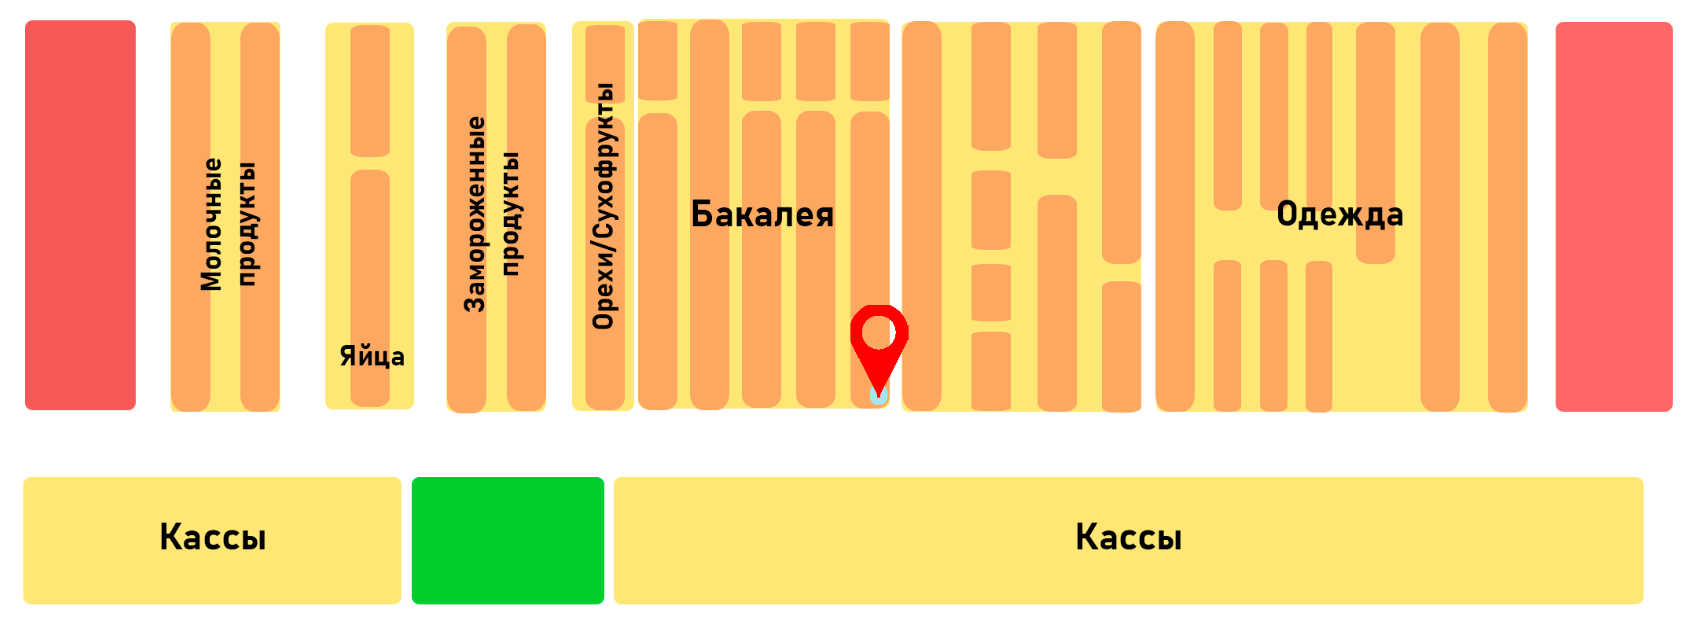 Молочные
продукты
Яйца
Замороженные
продукты
Орехи/Сухофрукты
Бакалея
Одежда
Кассы
Кассы